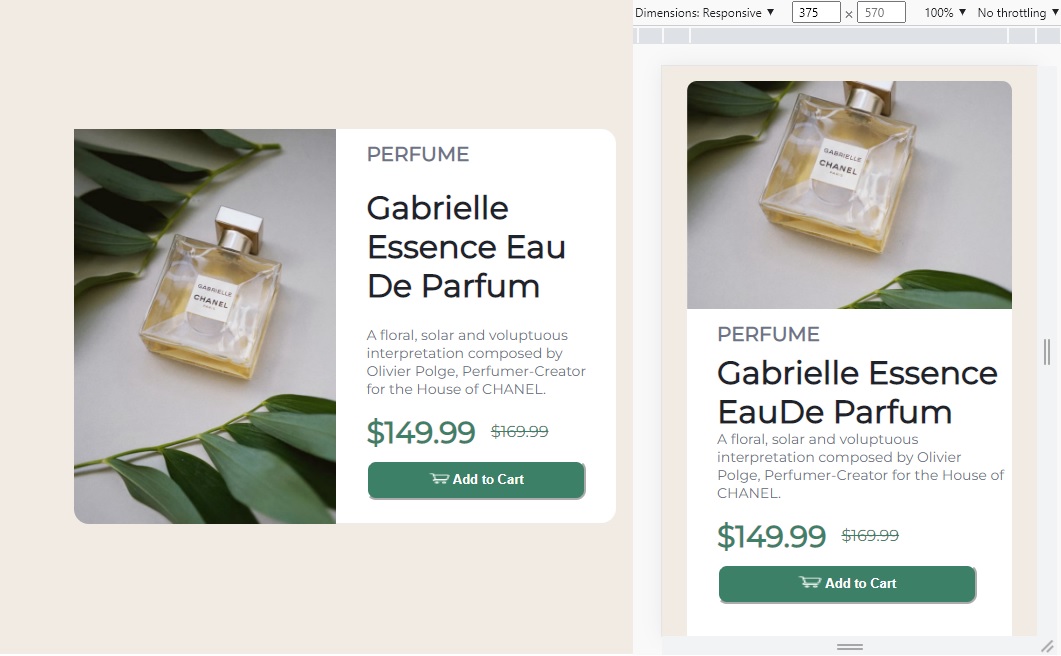 Dimensions: Responsive ▼ 375 × 570 100% ▼ No throttling ▼
GABRIELLE
CHANEL
PARIS
PERFUME
Gabrielle
Essence Eau
De Parfum
A floral, solar and voluptuous
interpretation composed by
Olivier Polge, Perfumer-Creator
for the House of CHANEL.
$149.99 $169.99
Add to Cart
GABRIELLE
CHANEL
PARIS
PERFUME
Gabrielle Essence
EauDe Parfum
A floral, solar and voluptuous
interpretation composed by Olivier
Polge, Perfumer-Creator for the House of
CHANEL.
$149.99 $169.99
Add to Cart